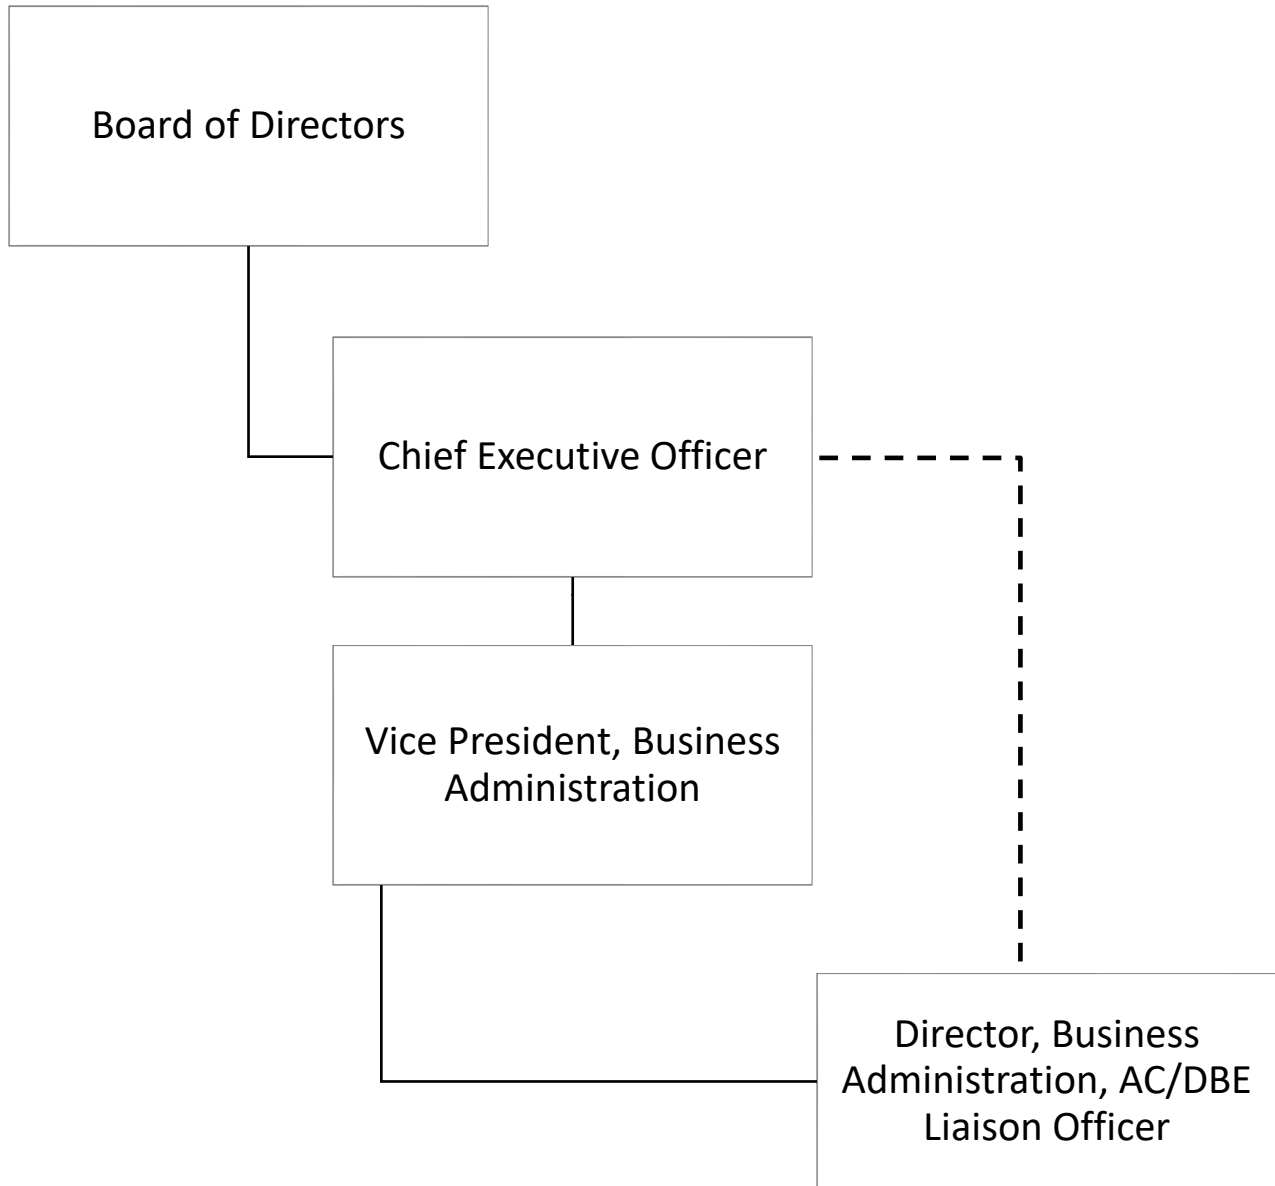 Board of Directors
Chief Executive Officer
Vice President, Business
Administration
Director, Business
Administration, AC/DBE
Liaison Officer